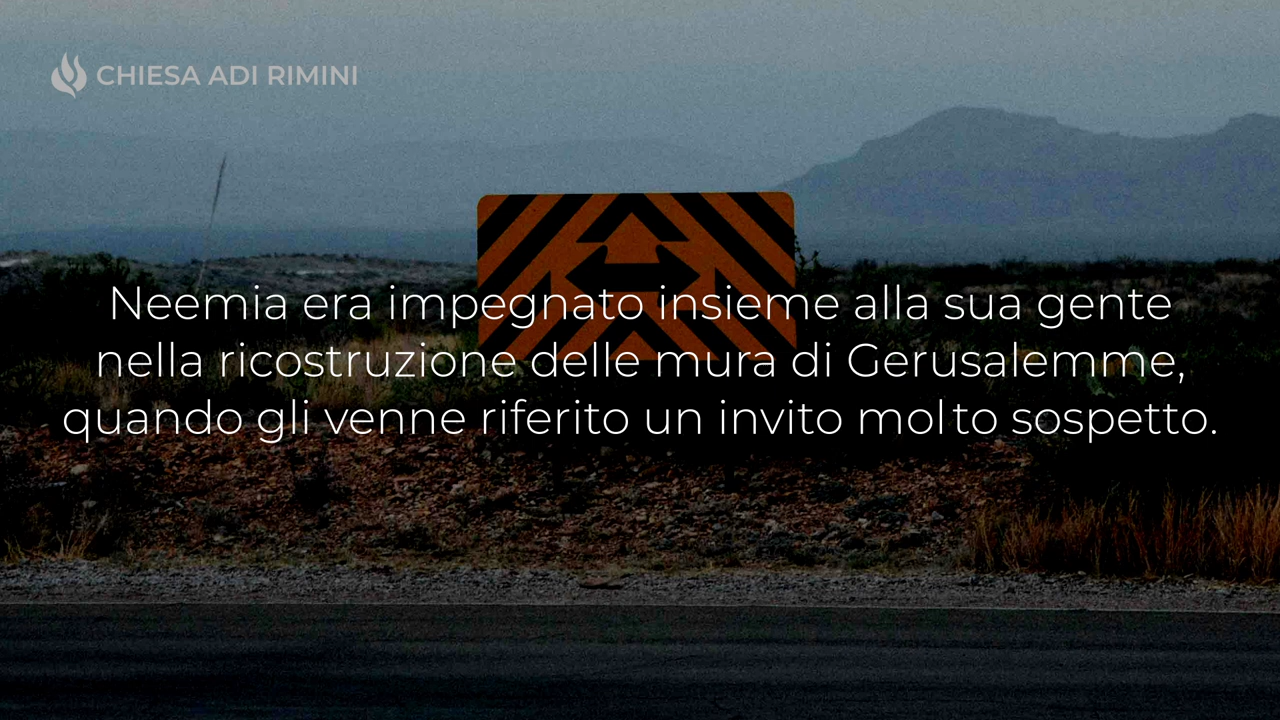 CHIESA ADI RIMINI
Neemia era impegnato insieme alla sua gente
nella ricostruzione delle mura di Gerusalemme,
quando gli venne riferito un invito molto sospetto.